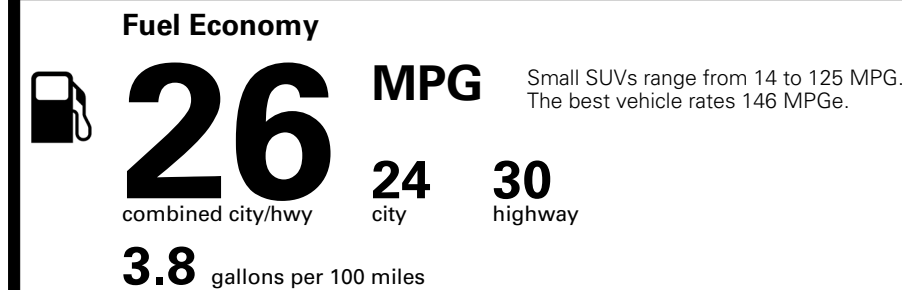 Fuel Economy
26
MPG
Small SUVs range from 14 to 125 MPG.
The best vehicle rates 146 MPGe.
24
30
combined city/hwy
city
highway
3.8 gallons per 100 miles